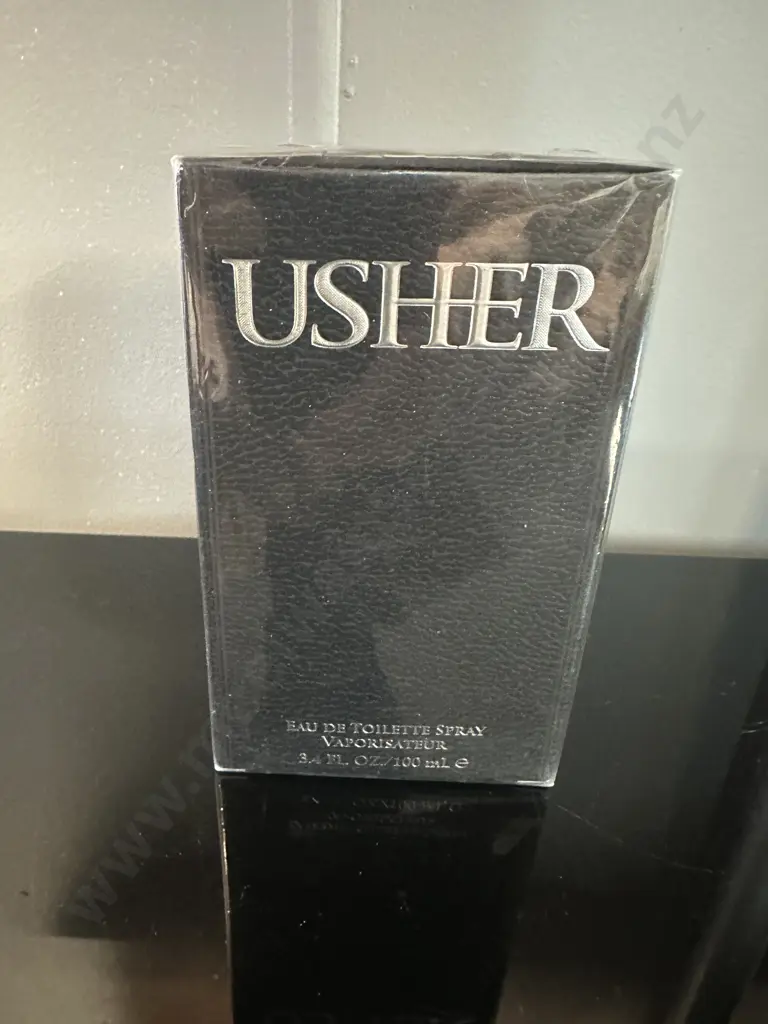 USHER
EAU DE TOILETTE SPRAY
VAPORISATEUR
3.4 FL. OZ./100 mL ℮